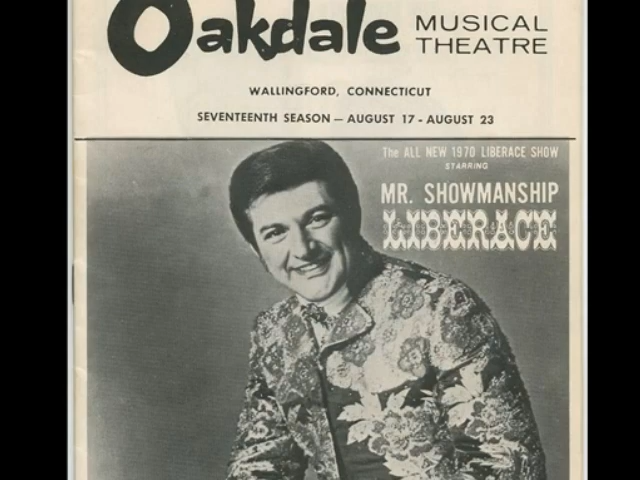 Oakdale MUSICAL THEATRE
WALLINGFORD, CONNECTICUT
SEVENTEENTH SEASON — AUGUST 17 - AUGUST 23
The ALL NEW 1970 LIBERACE SHOW
STARRING
MR. SHOWMANSHIP
LIBERACE